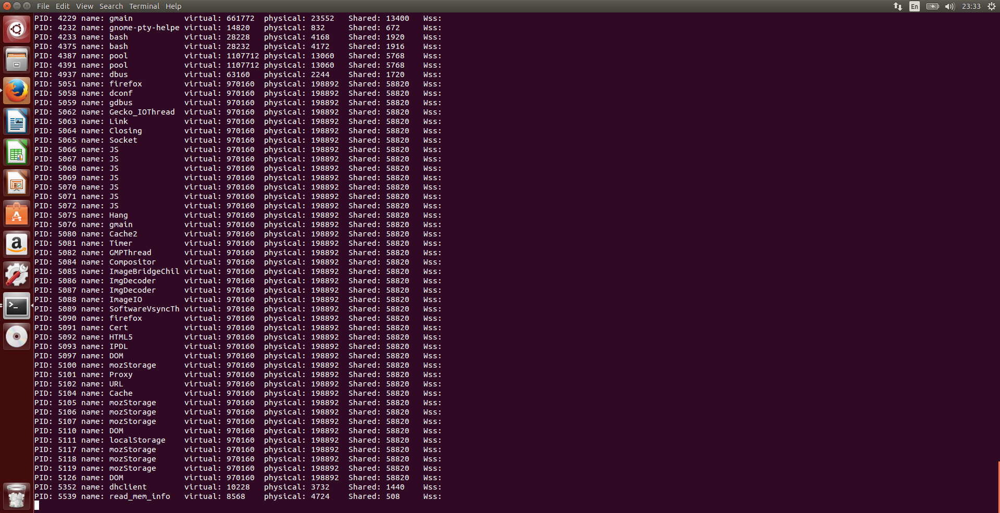 File Edit View Search Terminal Help En 23:33
PID: 4229 name: gmain virtual: 661772 physical: 23552 Shared: 13400 Wss:
PID: 4232 name: gnome-pty-helpe virtual: 14820 physical: 832 Shared: 672 Wss:
PID: 4233 name: bash virtual: 28228 physical: 4168 Shared: 1920 Wss:
PID: 4375 name: bash virtual: 28232 physical: 4172 Shared: 1916 Wss:
PID: 4387 name: pool virtual: 1107712 physical: 13060 Shared: 5768 Wss:
PID: 4391 name: pool virtual: 1107712 physical: 13060 Shared: 5768 Wss:
PID: 4937 name: dbus virtual: 63160 physical: 2244 Shared: 1720 Wss:
PID: 5051 name: firefox virtual: 970160 physical: 198892 Shared: 58820 Wss:
PID: 5058 name: dconf virtual: 970160 physical: 198892 Shared: 58820 Wss:
PID: 5059 name: gdbus virtual: 970160 physical: 198892 Shared: 58820 Wss:
PID: 5062 name: Gecko_IOThread virtual: 970160 physical: 198892 Shared: 58820 Wss:
PID: 5063 name: Link virtual: 970160 physical: 198892 Shared: 58820 Wss:
PID: 5064 name: Closing virtual: 970160 physical: 198892 Shared: 58820 Wss:
PID: 5065 name: Socket virtual: 970160 physical: 198892 Shared: 58820 Wss:
PID: 5066 name: JS virtual: 970160 physical: 198892 Shared: 58820 Wss:
PID: 5067 name: JS virtual: 970160 physical: 198892 Shared: 58820 Wss:
PID: 5068 name: JS virtual: 970160 physical: 198892 Shared: 58820 Wss:
PID: 5069 name: JS virtual: 970160 physical: 198892 Shared: 58820 Wss:
PID: 5070 name: JS virtual: 970160 physical: 198892 Shared: 58820 Wss:
PID: 5071 name: JS virtual: 970160 physical: 198892 Shared: 58820 Wss:
PID: 5072 name: JS virtual: 970160 physical: 198892 Shared: 58820 Wss:
PID: 5075 name: Hang virtual: 970160 physical: 198892 Shared: 58820 Wss:
PID: 5076 name: gmain virtual: 970160 physical: 198892 Shared: 58820 Wss:
PID: 5080 name: Cache2 virtual: 970160 physical: 198892 Shared: 58820 Wss:
PID: 5081 name: Timer virtual: 970160 physical: 198892 Shared: 58820 Wss:
PID: 5082 name: GMPThread virtual: 970160 physical: 198892 Shared: 58820 Wss:
PID: 5084 name: Compositor virtual: 970160 physical: 198892 Shared: 58820 Wss:
PID: 5085 name: ImageBridgeChil virtual: 970160 physical: 198892 Shared: 58820 Wss:
PID: 5086 name: ImgDecoder virtual: 970160 physical: 198892 Shared: 58820 Wss:
PID: 5087 name: ImgDecoder virtual: 970160 physical: 198892 Shared: 58820 Wss:
PID: 5088 name: ImageIO virtual: 970160 physical: 198892 Shared: 58820 Wss:
PID: 5089 name: SoftwareVsyncTh virtual: 970160 physical: 198892 Shared: 58820 Wss:
PID: 5090 name: firefox virtual: 970160 physical: 198892 Shared: 58820 Wss:
PID: 5091 name: Cert virtual: 970160 physical: 198892 Shared: 58820 Wss:
PID: 5092 name: HTML5 virtual: 970160 physical: 198892 Shared: 58820 Wss:
PID: 5093 name: IPDL virtual: 970160 physical: 198892 Shared: 58820 Wss:
PID: 5097 name: DOM virtual: 970160 physical: 198892 Shared: 58820 Wss:
PID: 5100 name: mozStorage virtual: 970160 physical: 198892 Shared: 58820 Wss:
PID: 5101 name: Proxy virtual: 970160 physical: 198892 Shared: 58820 Wss:
PID: 5102 name: URL virtual: 970160 physical: 198892 Shared: 58820 Wss:
PID: 5104 name: Cache virtual: 970160 physical: 198892 Shared: 58820 Wss:
PID: 5105 name: mozStorage virtual: 970160 physical: 198892 Shared: 58820 Wss:
PID: 5106 name: mozStorage virtual: 970160 physical: 198892 Shared: 58820 Wss:
PID: 5107 name: mozStorage virtual: 970160 physical: 198892 Shared: 58820 Wss:
PID: 5110 name: DOM virtual: 970160 physical: 198892 Shared: 58820 Wss:
PID: 5111 name: localStorage virtual: 970160 physical: 198892 Shared: 58820 Wss:
PID: 5117 name: mozStorage virtual: 970160 physical: 198892 Shared: 58820 Wss:
PID: 5118 name: mozStorage virtual: 970160 physical: 198892 Shared: 58820 Wss:
PID: 5119 name: mozStorage virtual: 970160 physical: 198892 Shared: 58820 Wss:
PID: 5126 name: DOM virtual: 970160 physical: 198892 Shared: 58820 Wss:
PID: 5352 name: dhclient virtual: 10228 physical: 3732 Shared: 1440 Wss:
PID: 5539 name: read_mem_info virtual: 8568 physical: 4724 Shared: 508 Wss: